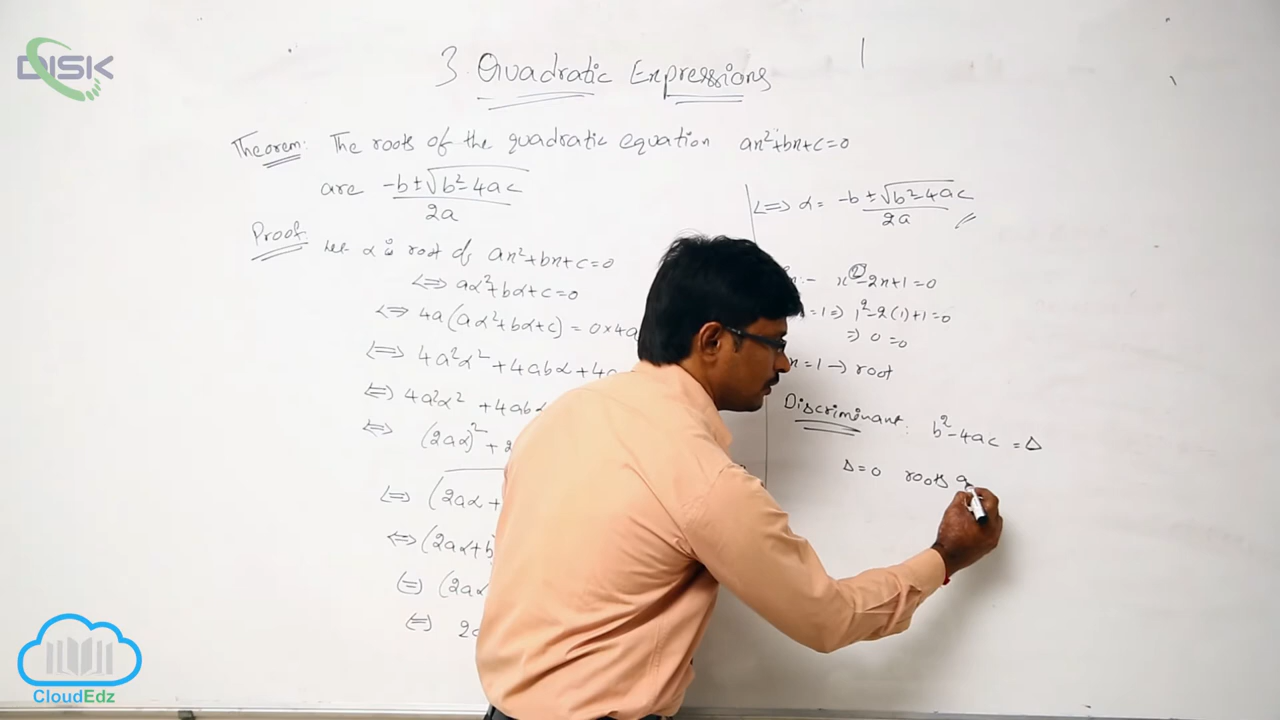 DISK
3 Quadratic Expressions
Theorem: The roots of the quadratic equation ax²+bx+c=0
are -b±√b²-4ac / 2a
Proof: Let α is root of ax²+bx+c=0
⇔ aα²+bα+c=0
⇔ 4a(aα²+bα+c) = 0×4a
⇔ 4a²α²+4abα+4a
⇔ 4a²α² +4ab
⇔ (2aα)²+2
⇔ (2aα+
⇔ (2aα+b
⇔ (2aα
⇔ 2a
⇔ α = -b±√b²-4ac / 2a
:- x²-2x+1=0
=1 ⇒ 1²-2(1)+1=0
⇒ 0=0
x=1 → root
Discriminant: b²-4ac = Δ
Δ=0 roots a
CloudEdz